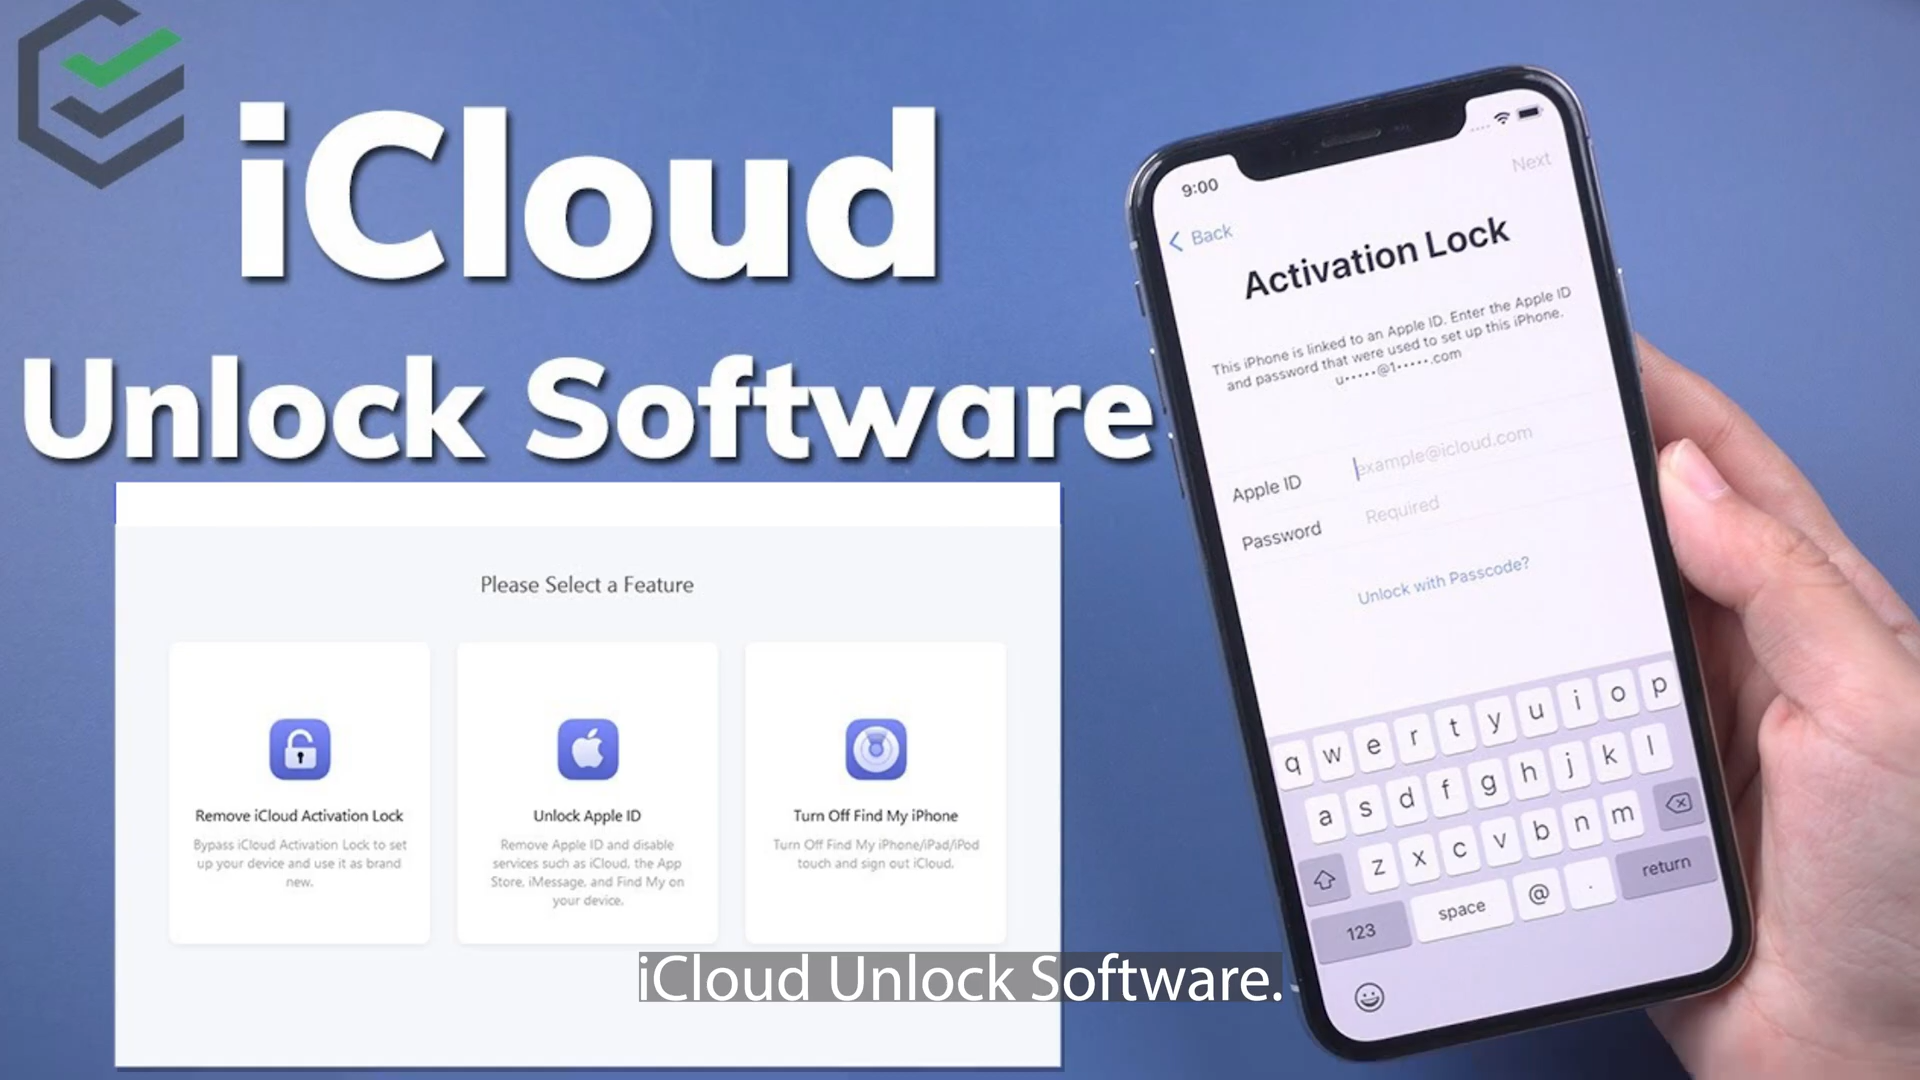 iCloud
Unlock Software
Please Select a Feature
Remove iCloud Activation Lock
Bypass iCloud Activation Lock to set
up your device and use it as brand
new.
Unlock Apple ID
Remove Apple ID and disable
services such as iCloud, the App
Store, iMessage, and Find My on
your device.
Turn Off Find My iPhone
Turn Off Find My iPhone/iPad/iPod
touch and sign out iCloud.
9:00
Next
Back
Activation Lock
This iPhone is linked to an Apple ID. Enter the Apple ID
and password that were used to set up this iPhone.
u•••••@1•••••.com
Apple ID example@icloud.com
Password Required
Unlock with Passcode?
q w e r t y u i o p
a s d f g h j k l
z x c v b n m
123 space @ . return
iCloud Unlock Software.